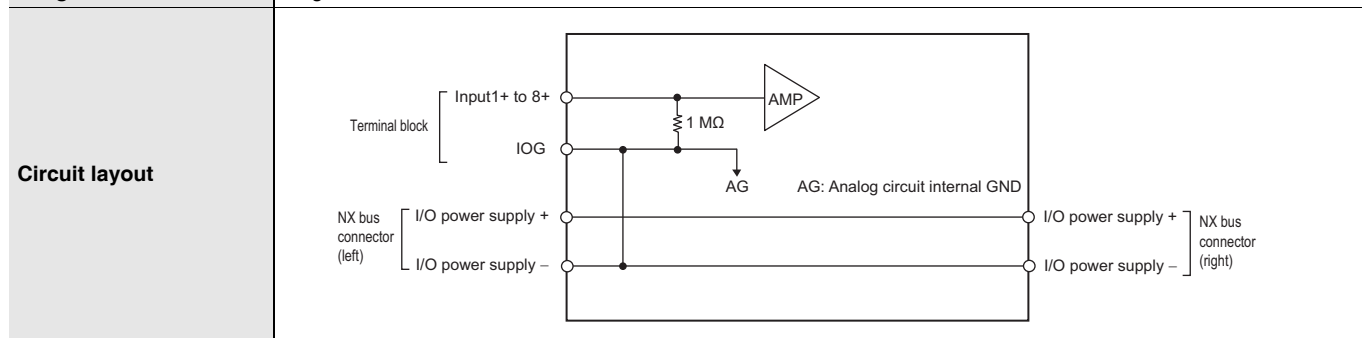 Circuit layout
Input1+ to 8+
AMP
Terminal block
1 MΩ
IOG
AG
AG: Analog circuit internal GND
NX bus
connector
(left)
I/O power supply +
I/O power supply −
I/O power supply +
I/O power supply −
NX bus
connector
(right)